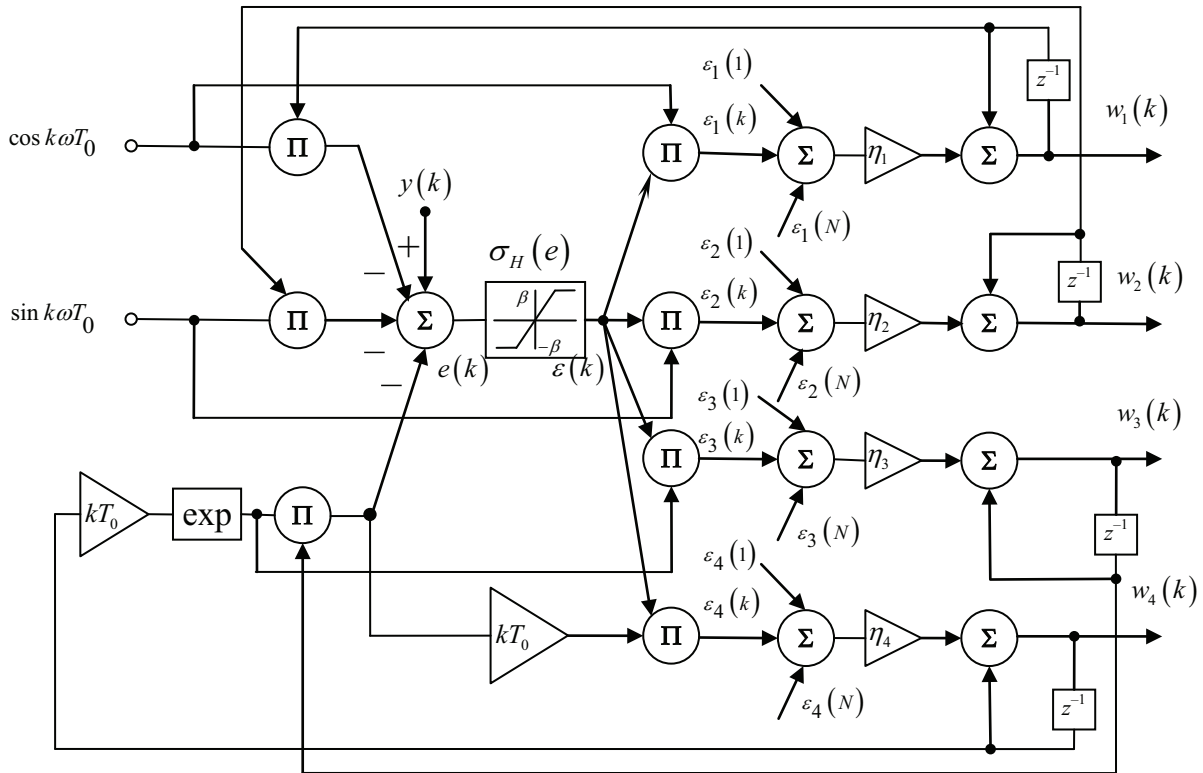 ε₁(1)
z⁻¹
w₁(k)
cos kωT₀
Π
Π
ε₁(k)
Σ
η₁
Σ
y(k)
ε₁(N)
+
σ_H(e)
ε₂(1)
z⁻¹
w₂(k)
−
β
ε₂(k)
sin kωT₀
Π
Σ
Π
Σ
η₂
Σ
−
−β
e(k)
ε(k)
ε₂(N)
−
ε₃(1)
w₃(k)
ε₃(k)
Π
Σ
η₃
Σ
kT₀
exp
Π
z⁻¹
ε₃(N)
ε₄(1)
w₄(k)
ε₄(k)
kT₀
Π
Σ
η₄
Σ
ε₄(N)
z⁻¹